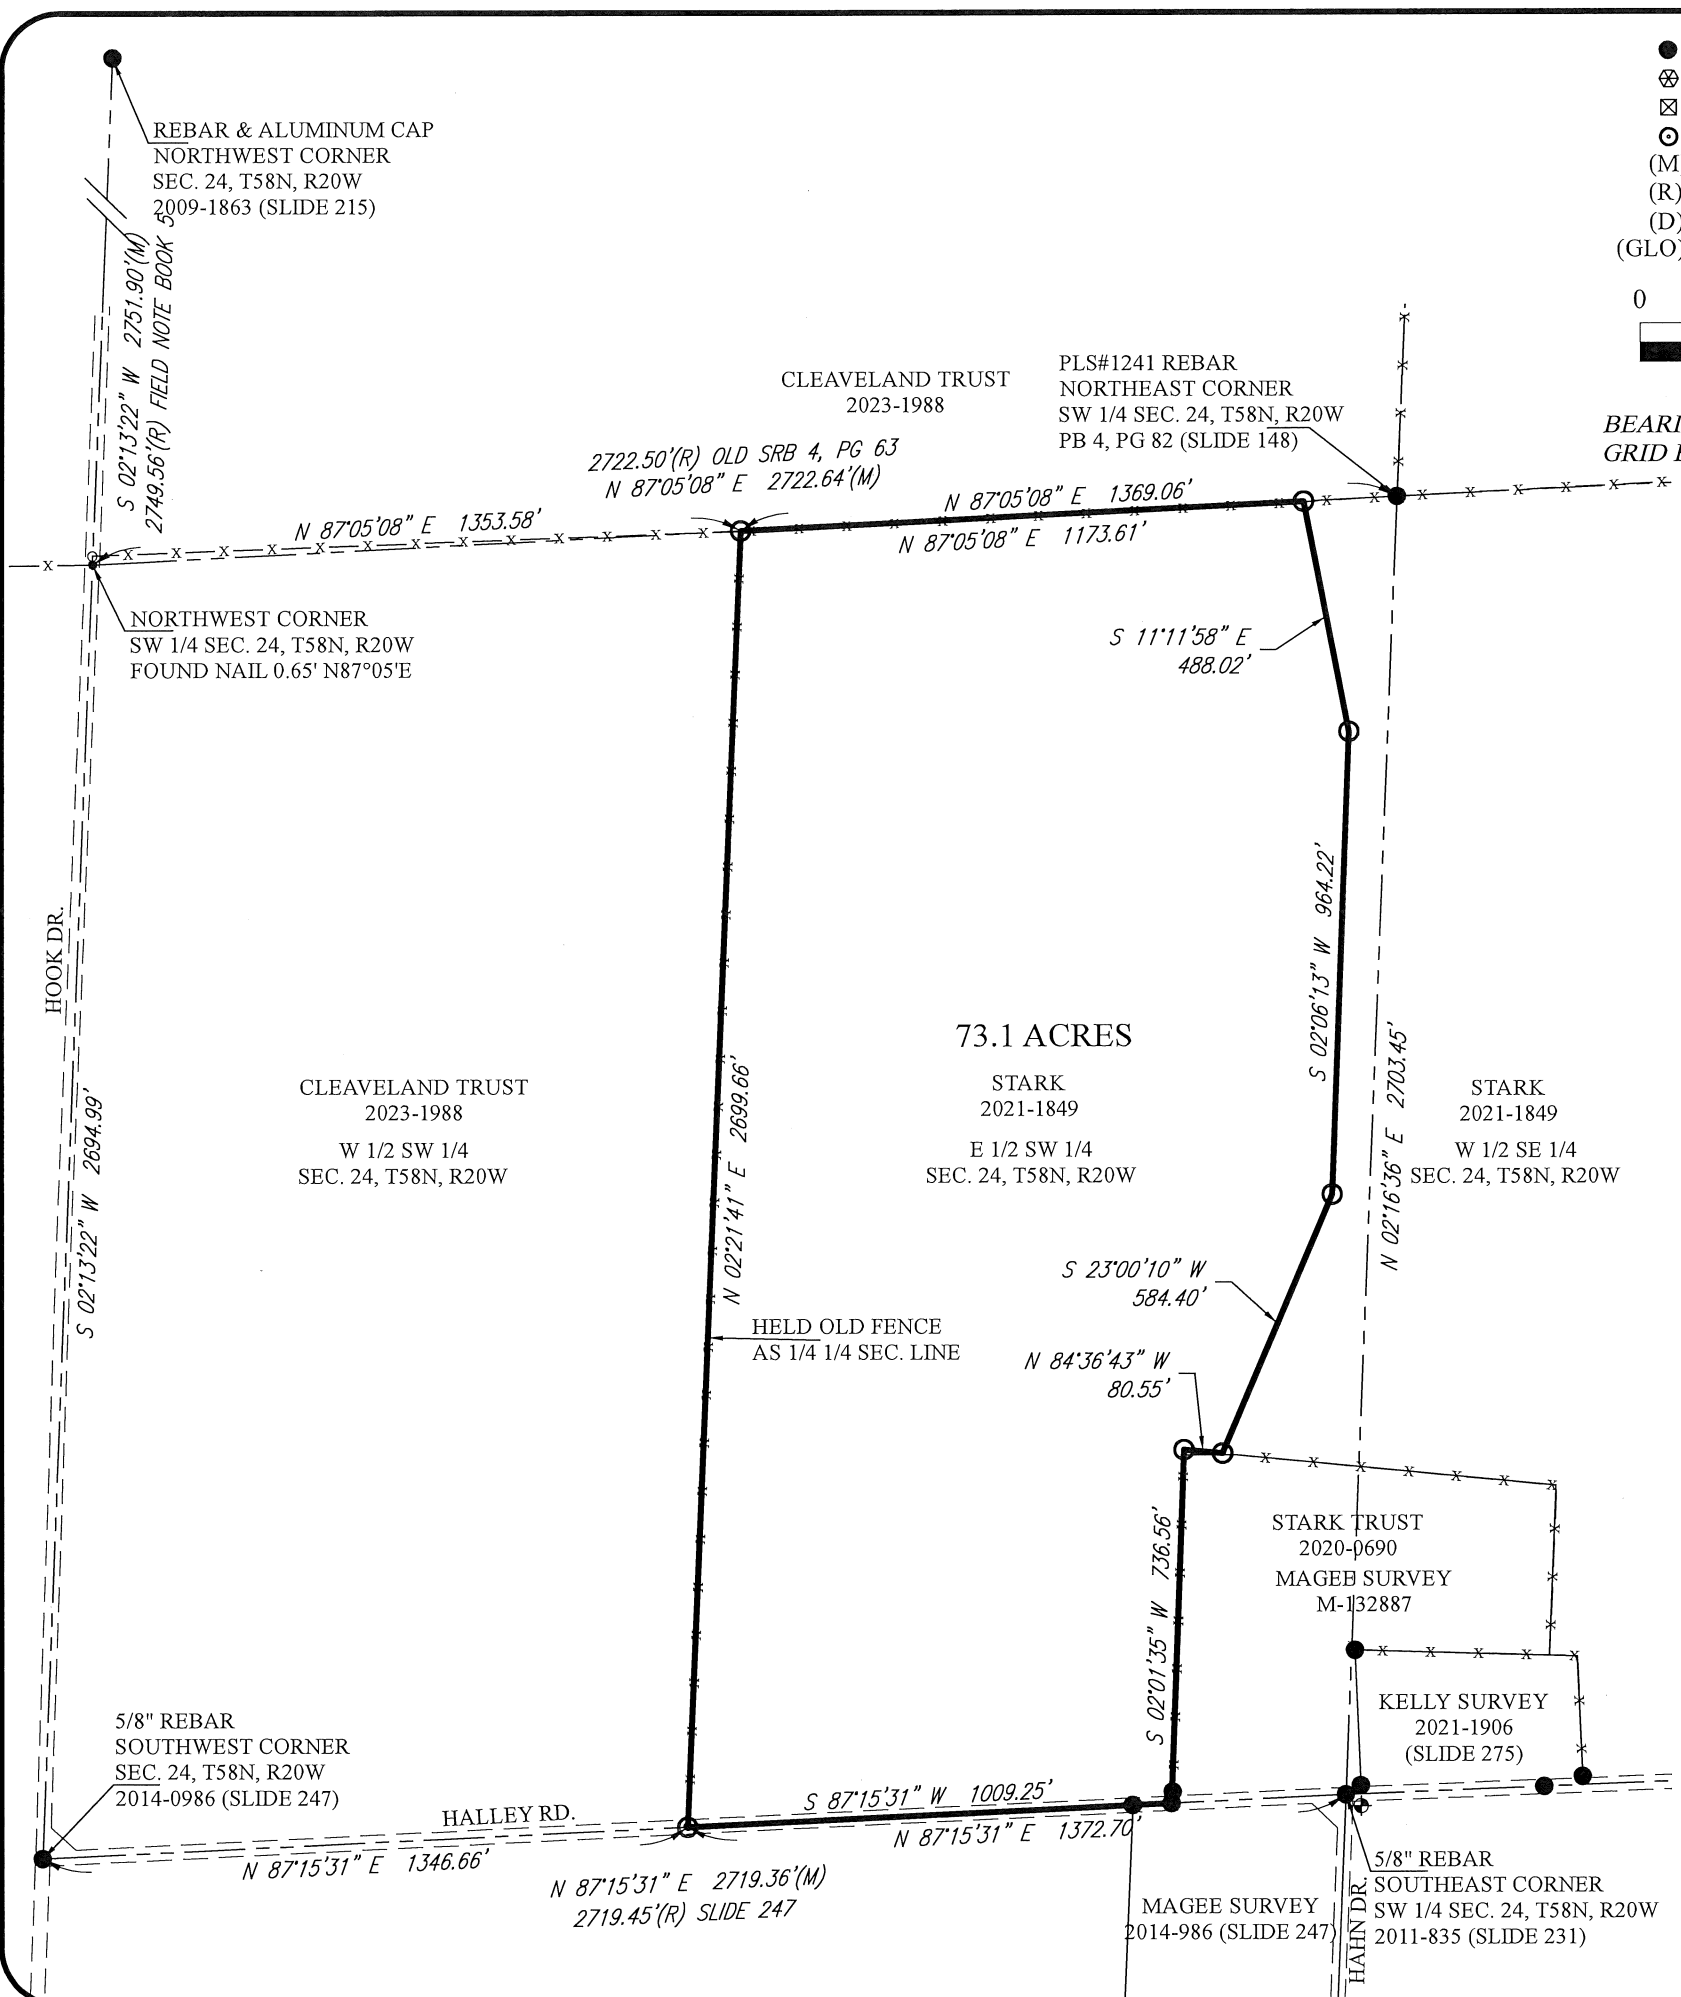 REBAR & ALUMINUM CAP
NORTHWEST CORNER
SEC. 24, T58N, R20W
2009-1863 (SLIDE 215)
(M
(R)
(D)
(GLO)
0
S 02°13'22" W 2751.90'(M)
2749.56'(R) FIELD NOTE BOOK 5
CLEAVELAND TRUST
2023-1988
PLS#1241 REBAR
NORTHEAST CORNER
SW 1/4 SEC. 24, T58N, R20W
PB 4, PG 82 (SLIDE 148)
BEARI
GRID
2722.50'(R) OLD SRB 4, PG 63
N 87°05'08" E 2722.64'(M)
N 87°05'08" E 1369.06'
N 87°05'08" E 1353.58'
N 87°05'08" E 1173.61'
NORTHWEST CORNER
SW 1/4 SEC. 24, T58N, R20W
FOUND NAIL 0.65' N87°05'E
S 11°11'58" E
488.02'
HOOK DR.
S 02°06'13" W 964.22'
73.1 ACRES
CLEAVELAND TRUST
2023-1988
W 1/2 SW 1/4
SEC. 24, T58N, R20W
STARK
2021-1849
E 1/2 SW 1/4
SEC. 24, T58N, R20W
STARK
2021-1849
W 1/2 SE 1/4
SEC. 24, T58N, R20W
S 02°13'22" W 2694.99'
N 02°21'41" E 2699.66'
N 02°16'36" E 2703.45'
S 23°00'10" W
584.40'
HELD OLD FENCE
AS 1/4 1/4 SEC. LINE
N 84°36'43" W
80.55'
STARK TRUST
2020-0690
MAGEE SURVEY
M-132887
S 02°01'35" W 736.56'
KELLY SURVEY
2021-1906
(SLIDE 275)
5/8" REBAR
SOUTHWEST CORNER
SEC. 24, T58N, R20W
2014-0986 (SLIDE 247)
HALLEY RD.
S 87°15'31" W 1009.25'
N 87°15'31" E 1372.70'
N 87°15'31" E 1346.66'
N 87°15'31" E 2719.36'(M)
2719.45'(R) SLIDE 247
MAGEE SURVEY
2014-986 (SLIDE 247)
HAHN DR.
5/8" REBAR
SOUTHEAST CORNER
SW 1/4 SEC. 24, T58N, R20W
2011-835 (SLIDE 231)